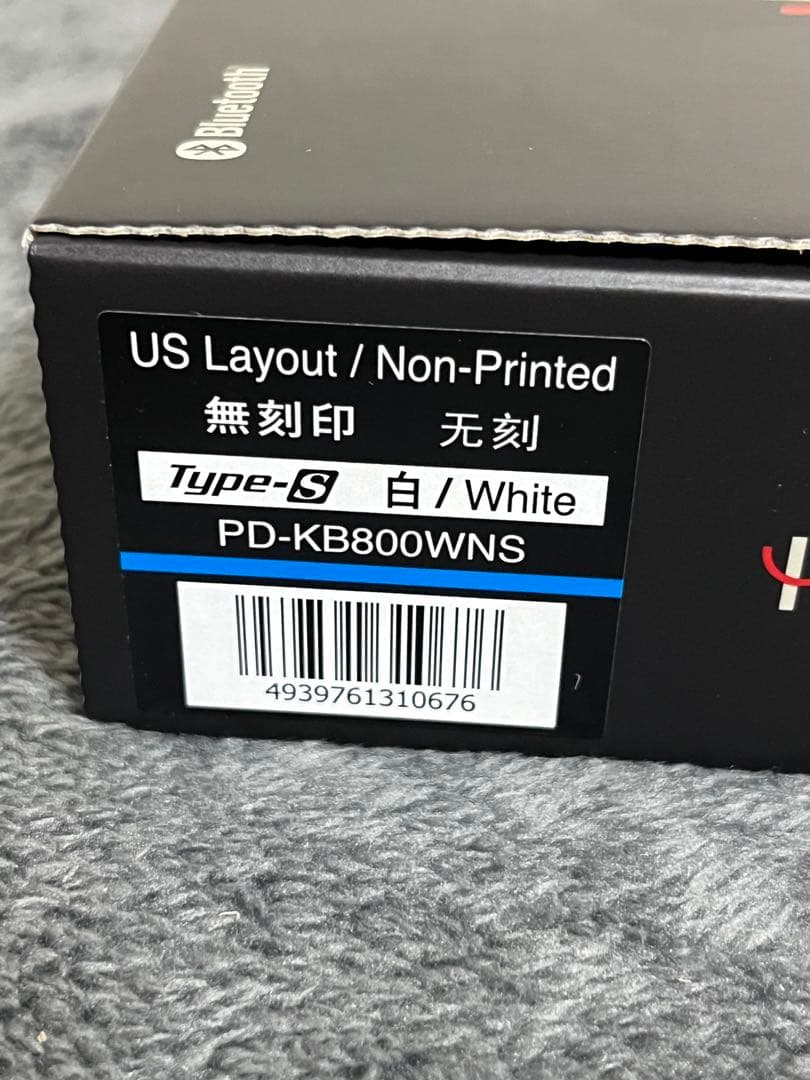 Bluetooth
US Layout / Non-Printed
無刻印 无刻
Type-S 白 / White
PD-KB800WNS
4939761310676